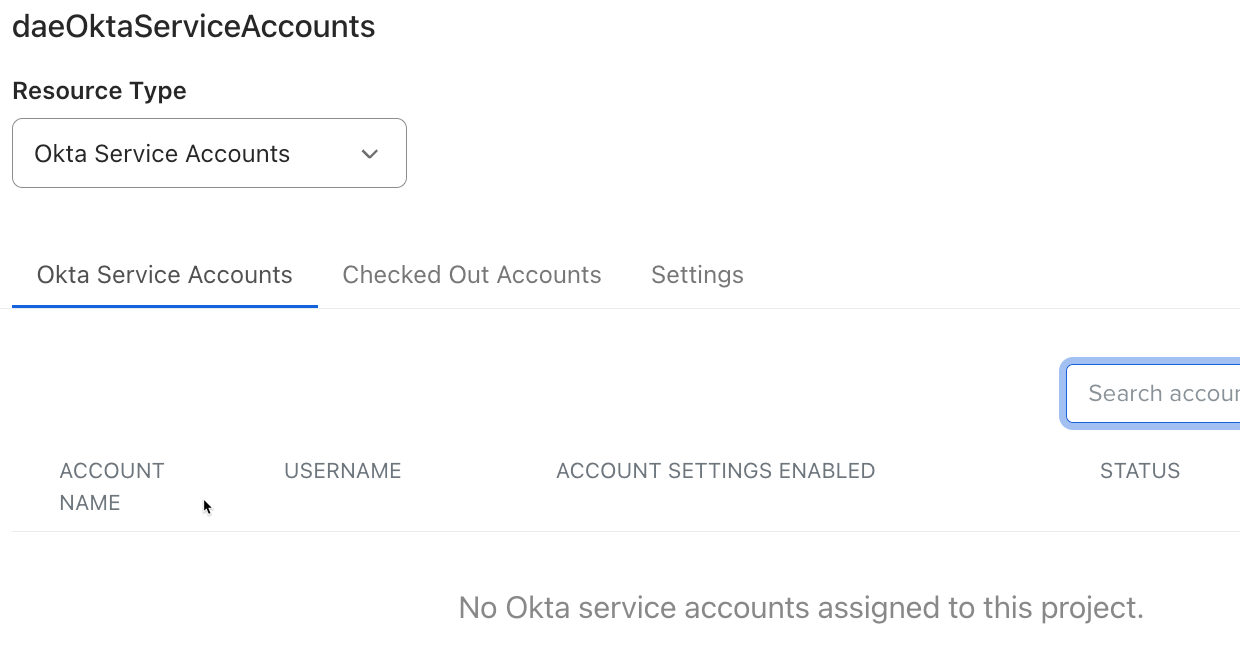 daeOktaServiceAccounts
Resource Type
Okta Service Accounts
Okta Service Accounts Checked Out Accounts Settings
Search
ACCOUNT NAME USERNAME ACCOUNT SETTINGS ENABLED STATUS
No Okta service accounts assigned to this project.